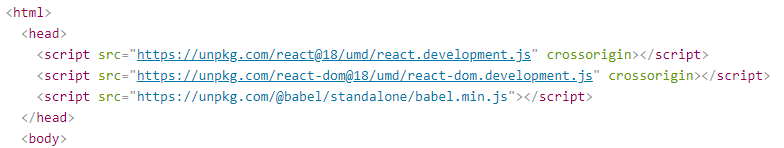 <html>
<head>
<script src="https://unpkg.com/react@18/umd/react.development.js" crossorigin></script>
<script src="https://unpkg.com/react-dom@18/umd/react-dom.development.js" crossorigin></script>
<script src="https://unpkg.com/@babel/standalone/babel.min.js"></script>
</head>
<body>